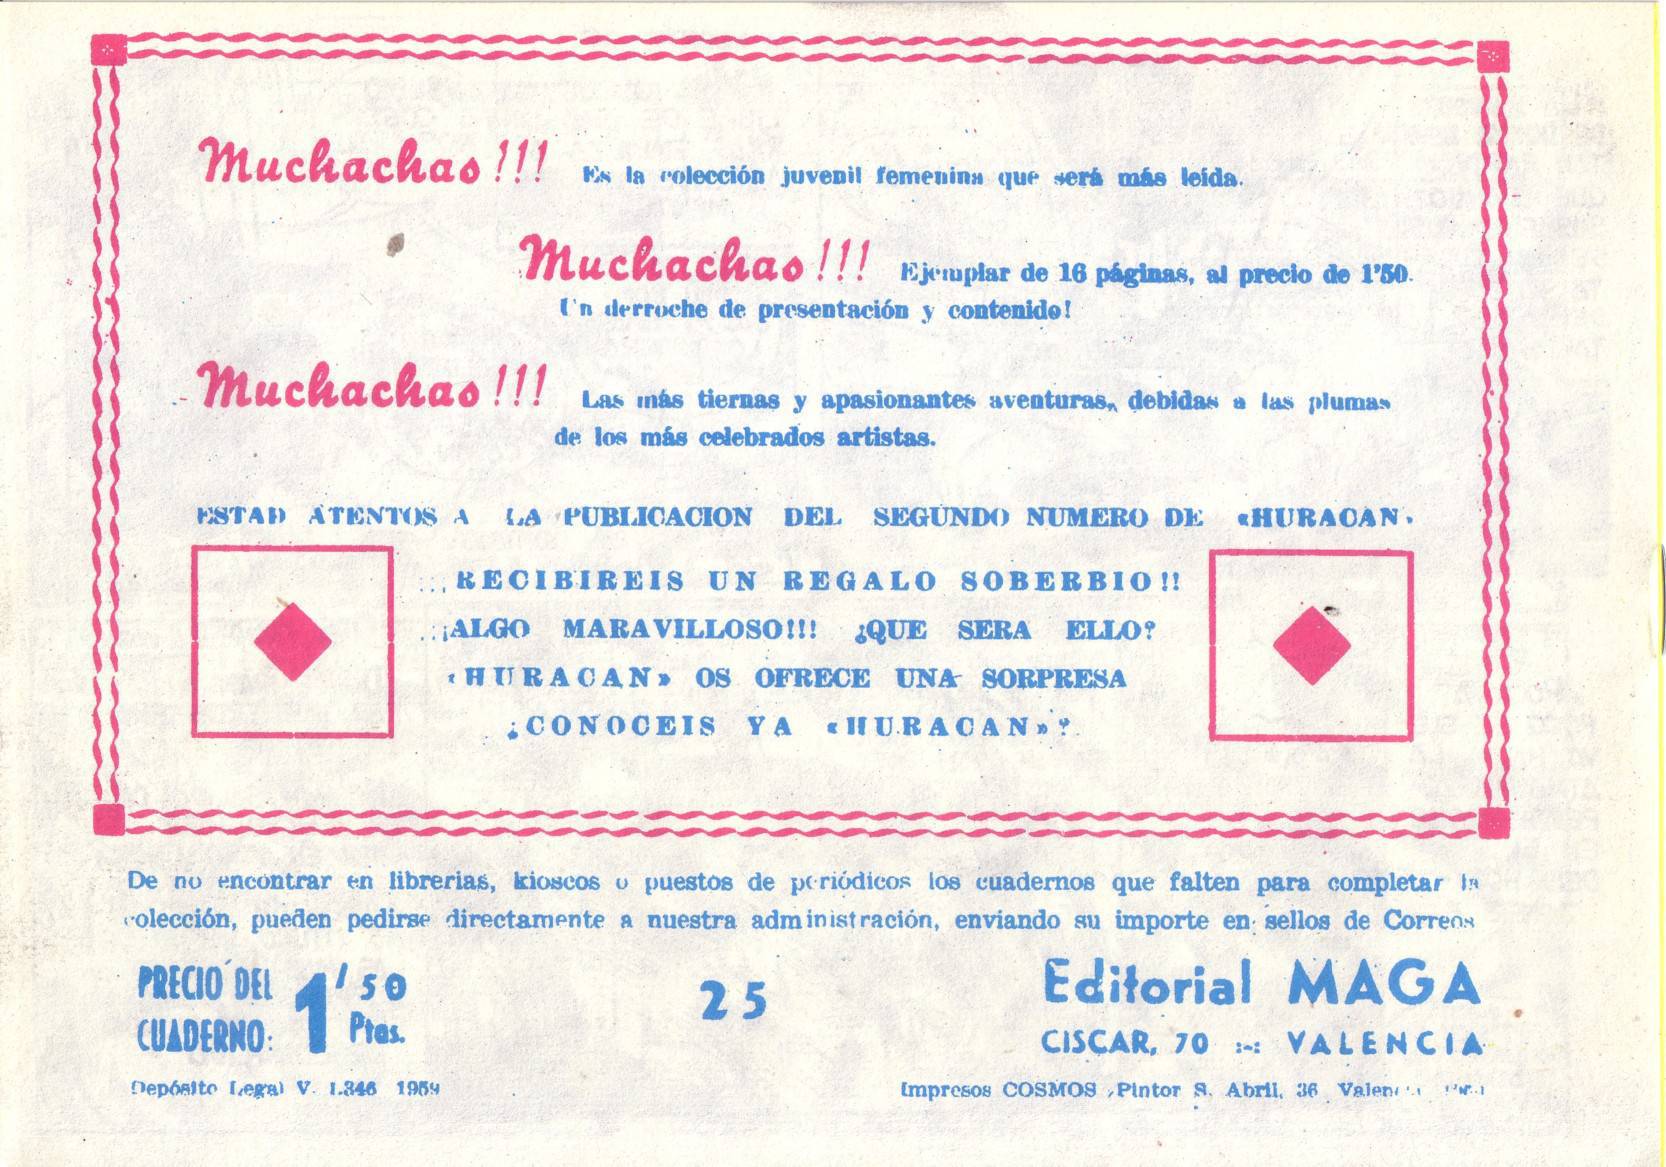 Muchachas!!! Es la colección juvenil femenina que será más leída.
Muchachas!!! Ejemplar de 16 páginas, al precio de 1'50.
Un derroche de presentación y contenido!
Muchachas!!! Las más tiernas y apasionantes aventuras, debidas a las plumas
de los más celebrados artistas.
ESTAD ATENTOS A LA PUBLICACION DEL SEGUNDO NUMERO DE «HURACAN»
¡¡¡RECIBIREIS UN REGALO SOBERBIO!!
¡¡¡ALGO MARAVILLOSO!!! ¿QUE SERA ELLO?
«HURACAN» OS OFRECE UNA SORPRESA
¿CONOCEIS YA «HURACAN»?
De no encontrar en librerias, kioscos o puestos de periódicos los cuadernos que falten para completar la
colección, pueden pedirse directamente a nuestra administración, enviando su importe en sellos de Correos
PRECIO DEL CUADERNO: 1'50 Ptas.
25
Editorial MAGA
CISCAR, 70 :-: VALENCIA
Depósito Legal V. 1.346 1959
Impresos COSMOS, Pintor S. Abril, 36 Valencia